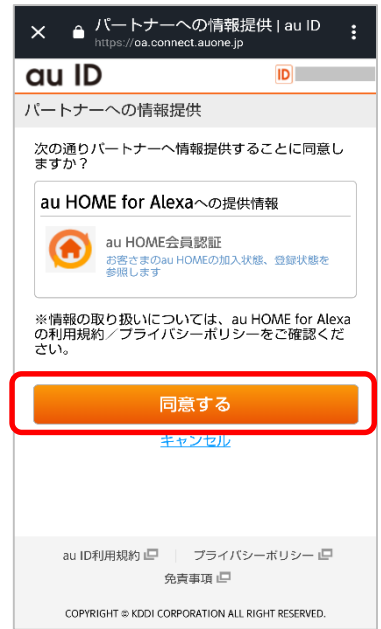 パートナーへの情報提供 | au ID
https://oa.connect.auone.jp
au ID
ID
パートナーへの情報提供
次の通りパートナーへ情報提供することに同意し
ますか？
au HOME for Alexaへの提供情報
au HOME会員認証
お客さまのau HOMEの加入状態、登録状態を
参照します
※情報の取り扱いについては、au HOME for Alexa
の利用規約／プライバシーポリシーをご確認くだ
さい。
同意する
キャンセル
au ID利用規約 プライバシーポリシー
免責事項
COPYRIGHT © KDDI CORPORATION ALL RIGHT RESERVED.